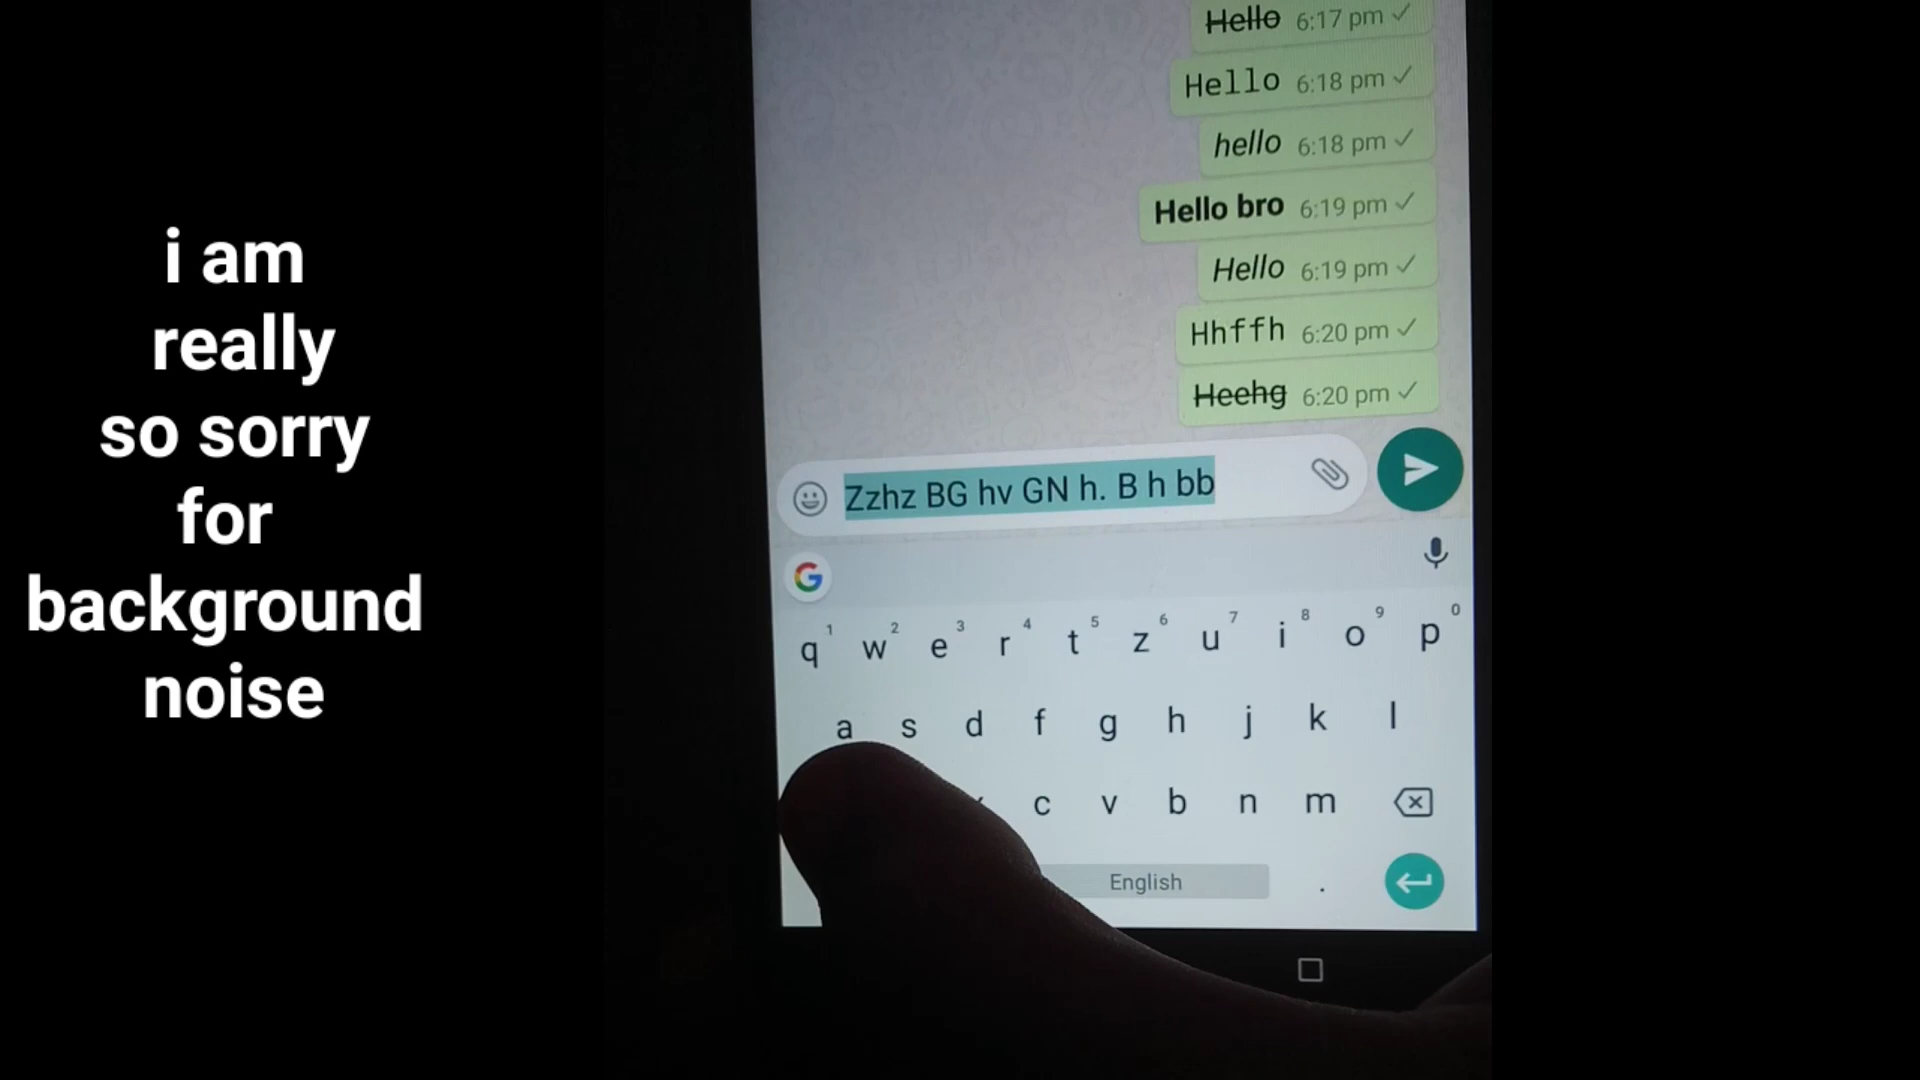 i am
really
so sorry
for
background
noise
Hello 6:17 pm
Hello 6:18 pm
hello 6:18 pm
Hello bro 6:19 pm
Hello 6:19 pm
Hhffh 6:20 pm
Heehg 6:20 pm
Zzhz BG hv GN h. B h bb
G
1 2 3 4 5 6 7 8 9 0
q w e r t z u i o p
a s d f g h j k l
c v b n m
English .